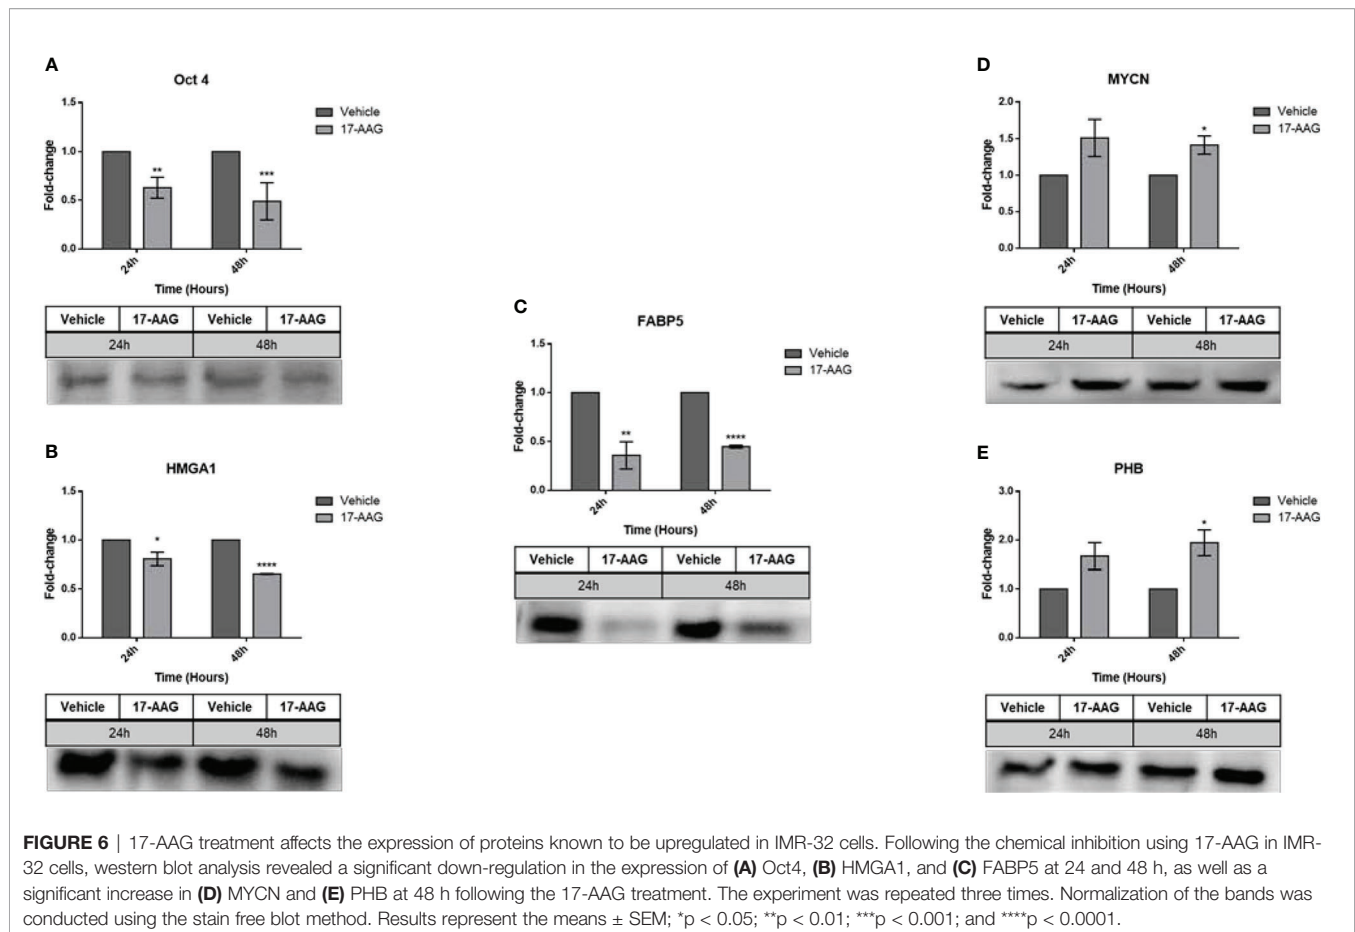 A
Oct 4
1.5
1.0
0.5
0.0
Fold-change
**
***
24h
48h
Time (Hours)
Vehicle
17-AAG
Vehicle 17-AAG Vehicle 17-AAG
24h 48h
B
HMGA1
1.5
1.0
0.5
0.0
Fold-change
*
****
24h
48h
Time (Hours)
Vehicle
17-AAG
Vehicle 17-AAG Vehicle 17-AAG
24h 48h
C
FABP5
1.5
1.0
0.5
0.0
Fold-change
**
****
24h
48h
Time (Hours)
Vehicle
17-AAG
Vehicle 17-AAG Vehicle 17-AAG
24h 48h
D
MYCN
2.0
1.5
1.0
0.5
0.0
Fold-change
*
24h
48h
Time (Hours)
Vehicle
17-AAG
Vehicle 17-AAG Vehicle 17-AAG
24h 48h
E
PHB
3.0
2.0
1.0
0.0
Fold-change
*
24h
48h
Time (Hours)
Vehicle
17-AAG
Vehicle 17-AAG Vehicle 17-AAG
24h 48h
FIGURE 6 | 17-AAG treatment affects the expression of proteins known to be upregulated in IMR-32 cells. Following the chemical inhibition using 17-AAG in IMR-
32 cells, western blot analysis revealed a significant down-regulation in the expression of (A) Oct4, (B) HMGA1, and (C) FABP5 at 24 and 48 h, as well as a
significant increase in (D) MYCN and (E) PHB at 48 h following the 17-AAG treatment. The experiment was repeated three times. Normalization of the bands was
conducted using the stain free blot method. Results represent the means ± SEM; *p < 0.05; **p < 0.01; ***p < 0.001; and ****p < 0.0001.